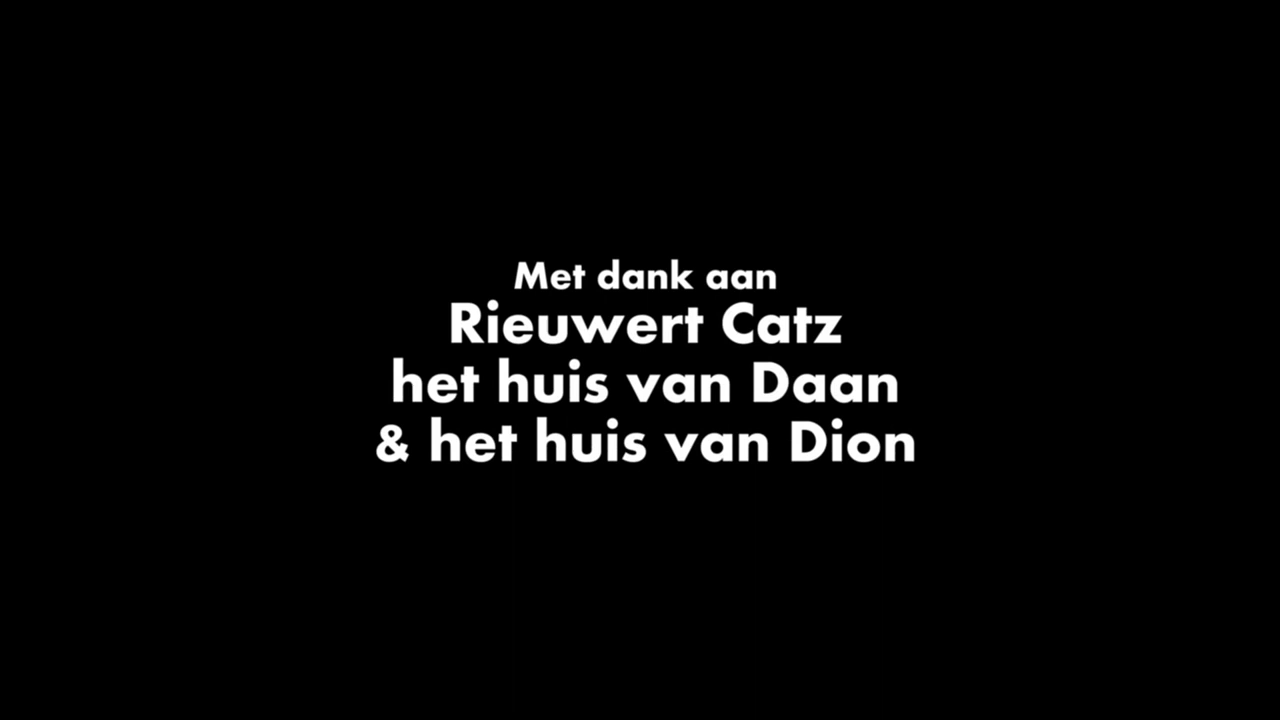 Met dank aan
Rieuwert Catz
het huis van Daan
& het huis van Dion